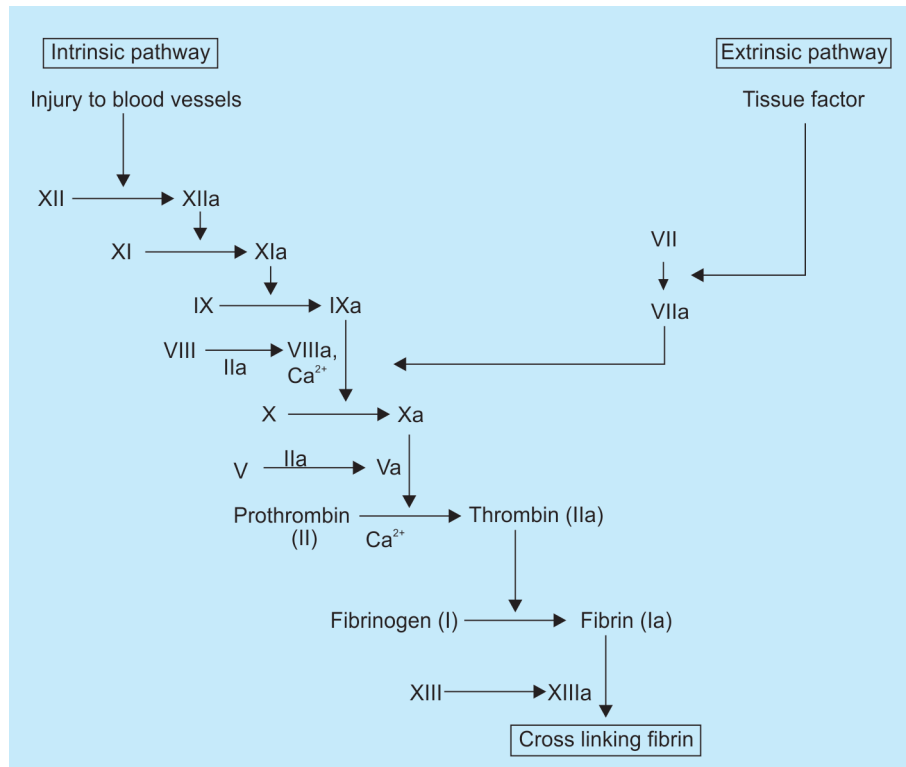 Intrinsic pathway
Extrinsic pathway
Injury to blood vessels
Tissue factor
XII
XIIa
XI
XIa
VII
IX
IXa
VIIa
VIII
IIa
VIIIa,
Ca²⁺
X
Xa
V
IIa
Va
Prothrombin
(II)
Ca²⁺
Thrombin (IIa)
Fibrinogen (I)
Fibrin (Ia)
XIII
XIIIa
Cross linking fibrin